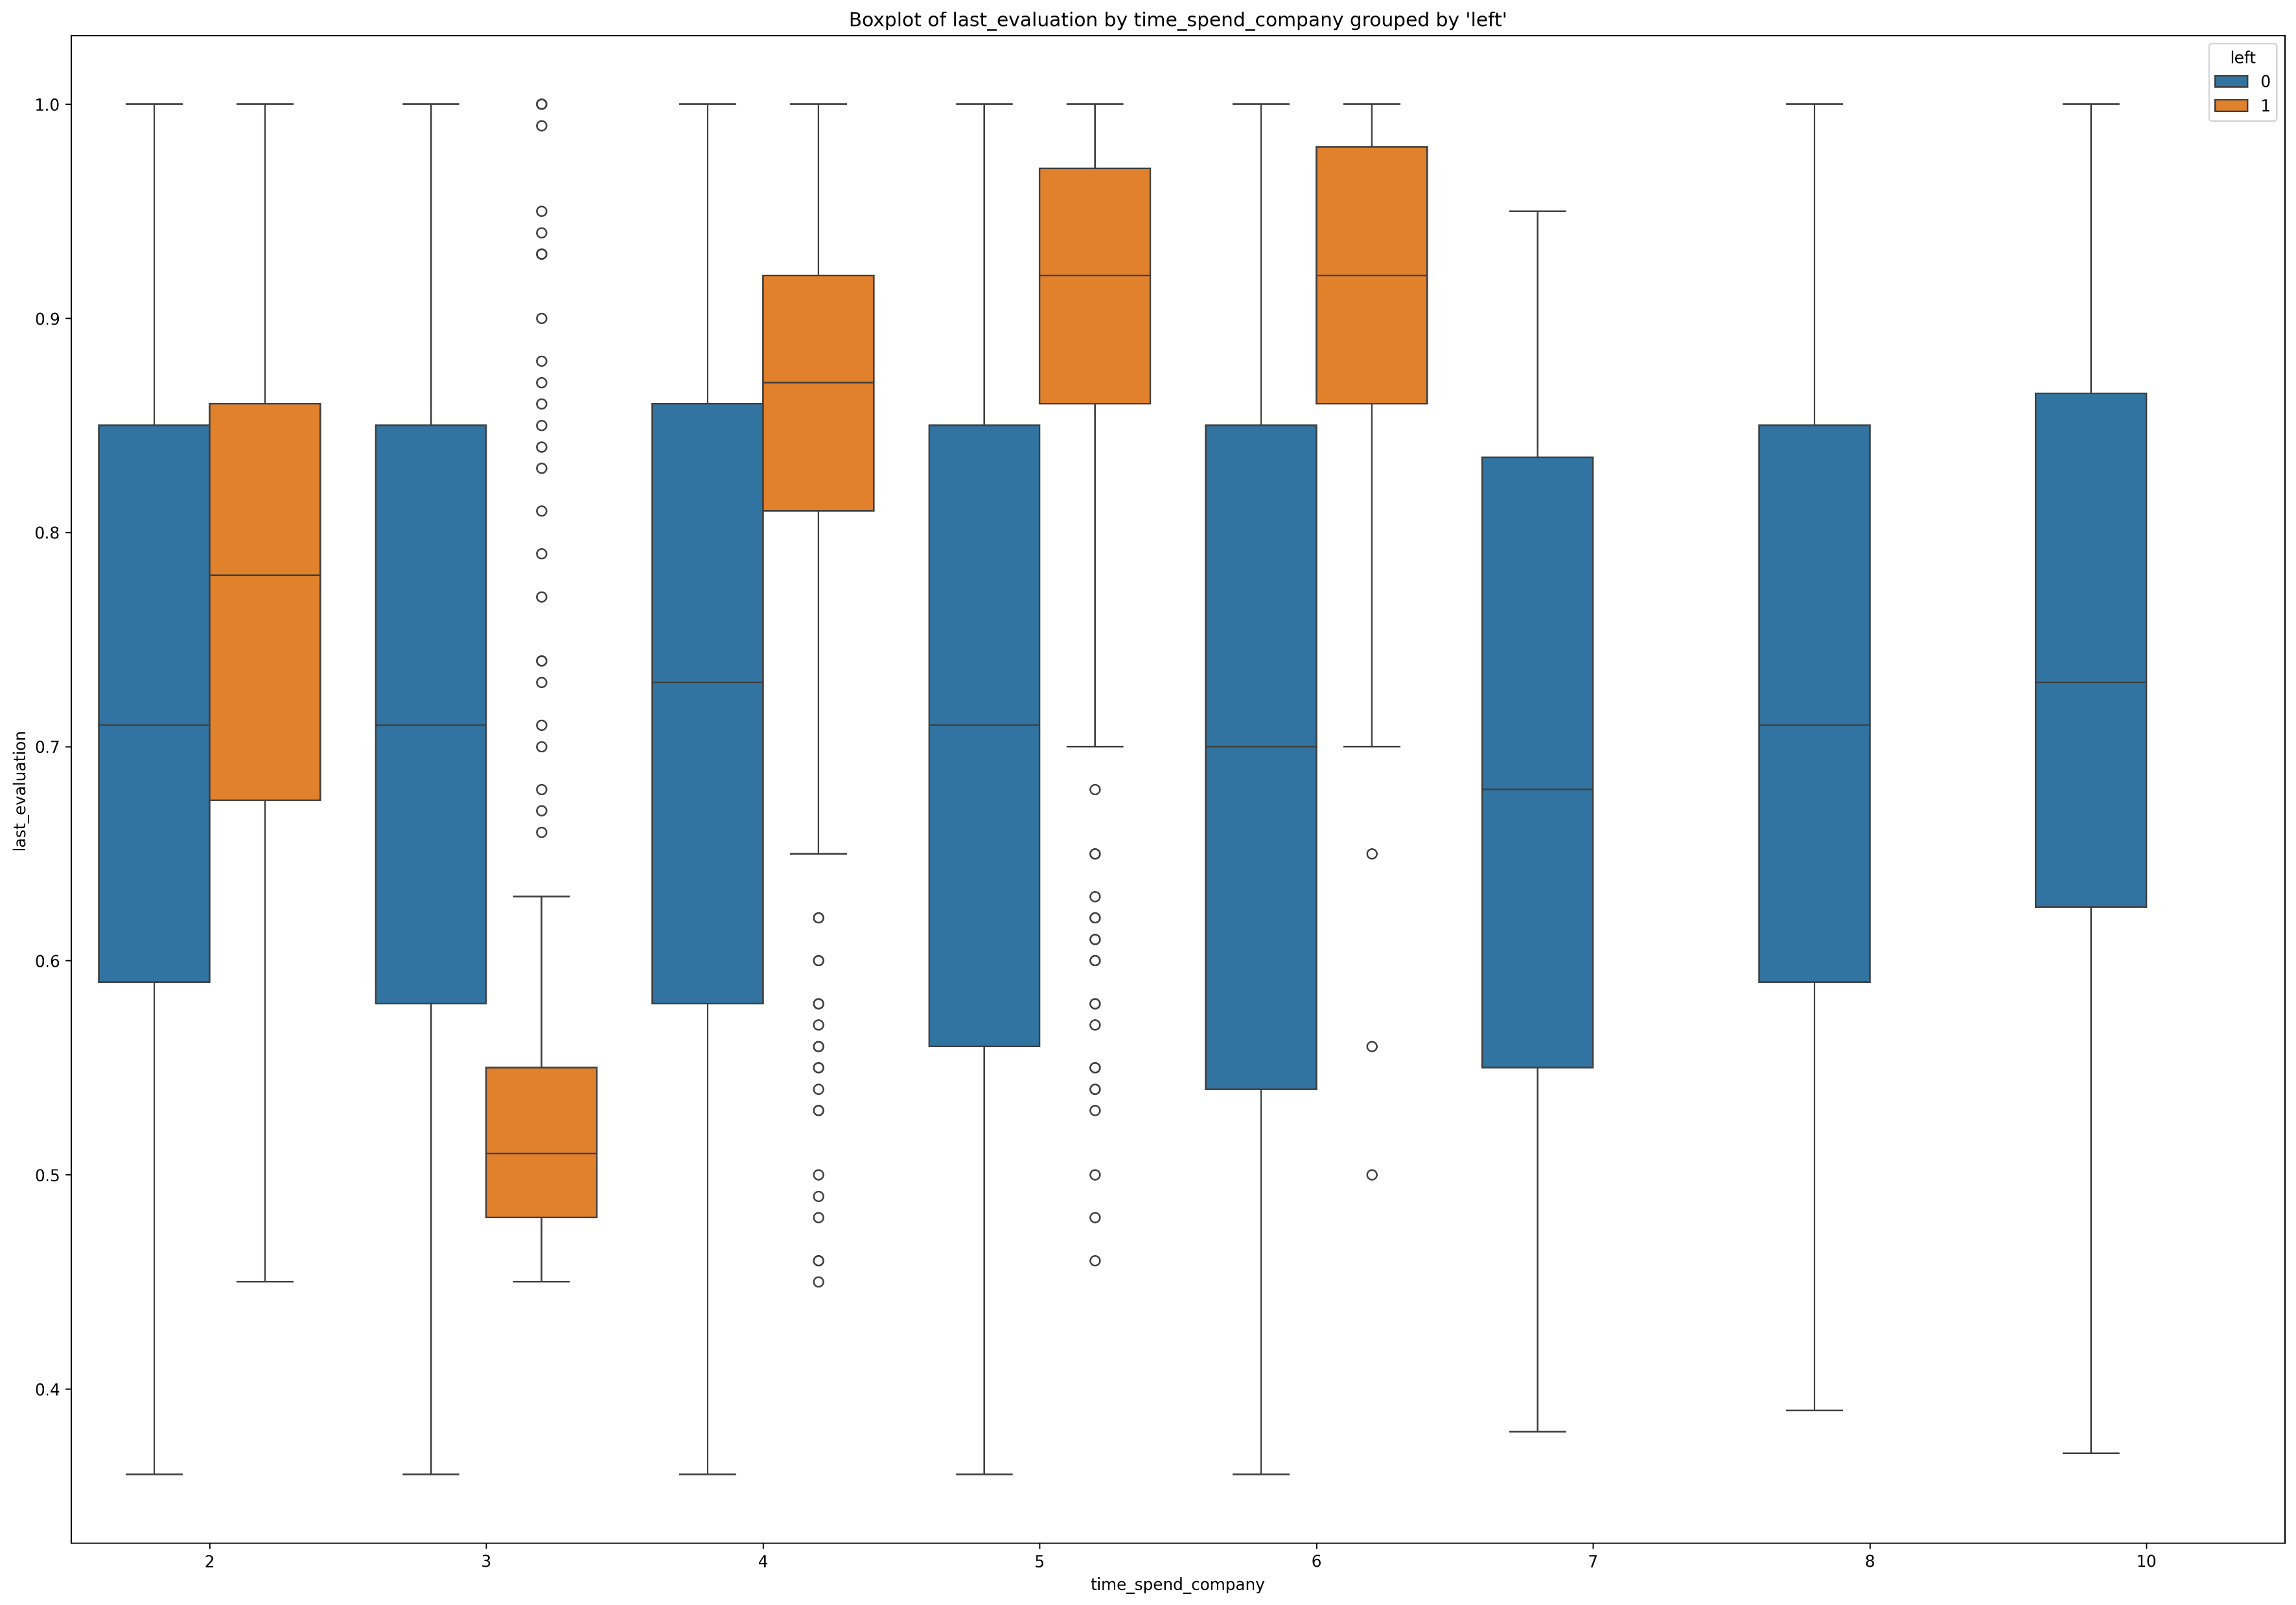 Boxplot of last_evaluation by time_spend_company grouped by 'left'
left
0
1
1.0
0.9
0.8
0.7
0.6
0.5
0.4
last_evaluation
2 3 4 5 6 7 8 10
time_spend_company